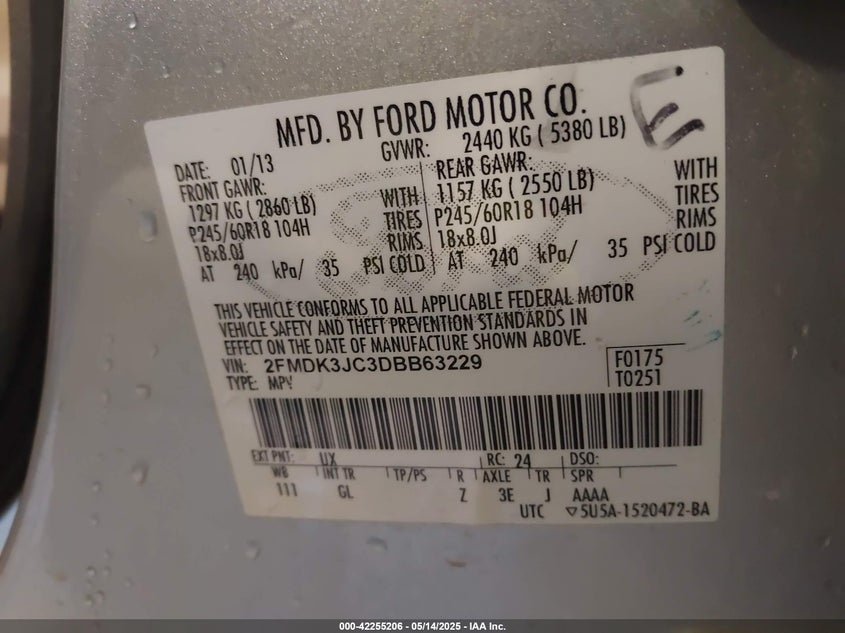 MFD. BY FORD MOTOR CO.
E
DATE: 01/13
GVWR: 2440 KG ( 5380 LB)
FRONT GAWR:
1297 KG ( 2860 LB)
P245/60R18 104H
18x8.0J
WITH
TIRES
RIMS
AT 240 kPa/ 35 PSI COLD
REAR GAWR:
1157 KG ( 2550 LB)
P245/60R18 104H
18x8.0J
WITH
TIRES
RIMS
AT 240 kPa/ 35 PSI COLD
THIS VEHICLE CONFORMS TO ALL APPLICABLE FEDERAL MOTOR
VEHICLE SAFETY AND THEFT PREVENTION STANDARDS IN
EFFECT ON THE DATE OF MANUFACTURE SHOWN ABOVE.
VIN: 2FMDK3JC3DBB63229
TYPE: MPV
F0175
T0251
EXT PNT: UX RC: 24 DSO:
WB INT TR TP/PS R AXLE TR SPR
111 GL Z 3E J AAAA
UTC ▽5U5A-1520472-BA
000-42255206 - 05/14/2025 - IAA Inc.